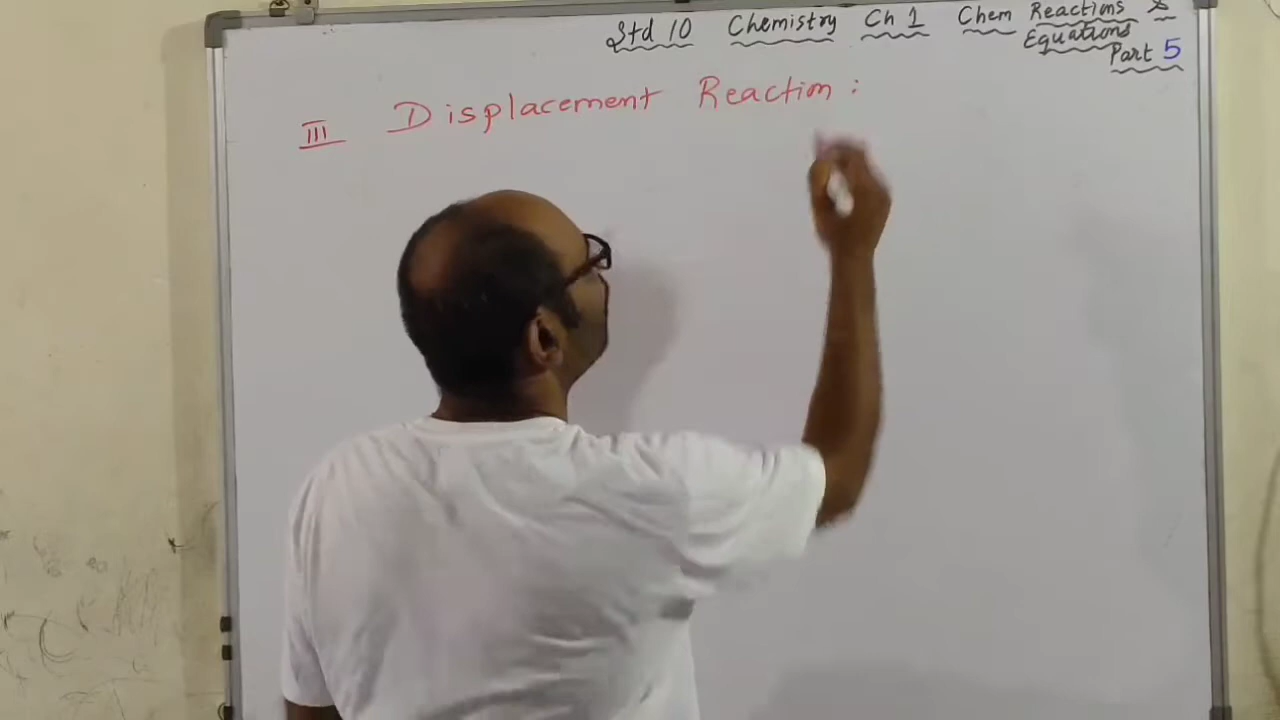 Std 10 Chemistry Ch 1 Chem Reactions &
Equations
Part 5
III Displacement Reaction :